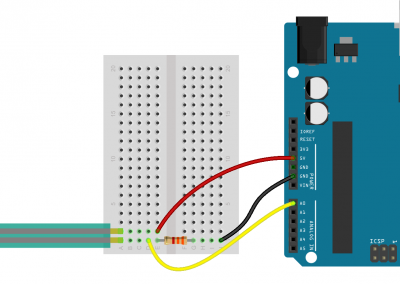 IOREF
RESET
3V3
5V
GND
GND
VIN
POWER
A0
A1
A2
A3
A4
A5
ANALOG IN
ICSP